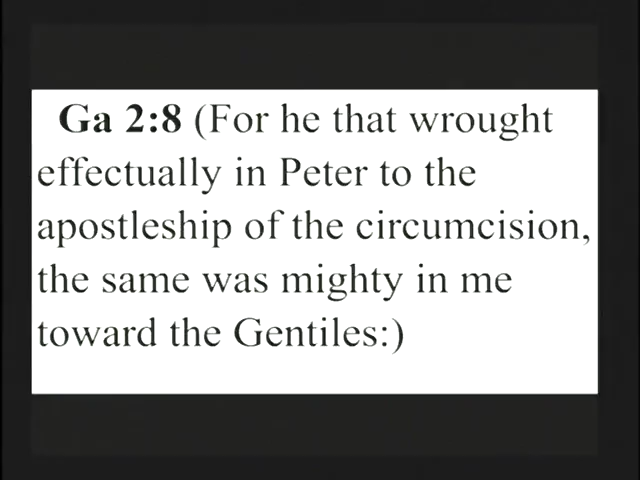 Ga 2:8 (For he that wrought
effectually in Peter to the
apostleship of the circumcision,
the same was mighty in me
toward the Gentiles:)